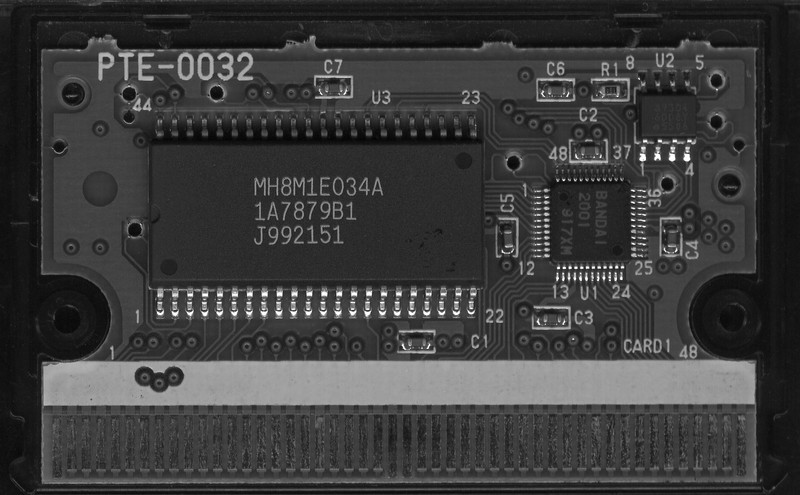 PTE-0032
C7
44
U3
23
C6
R1
8
U2
5
C2
48
37
4
MH8M1E034A
1A7879B1
J992151
1
36
BANDAI
2001
817XM
C5
C4
12
25
13
U1
24
1
22
C3
C1
1
CARD1
48